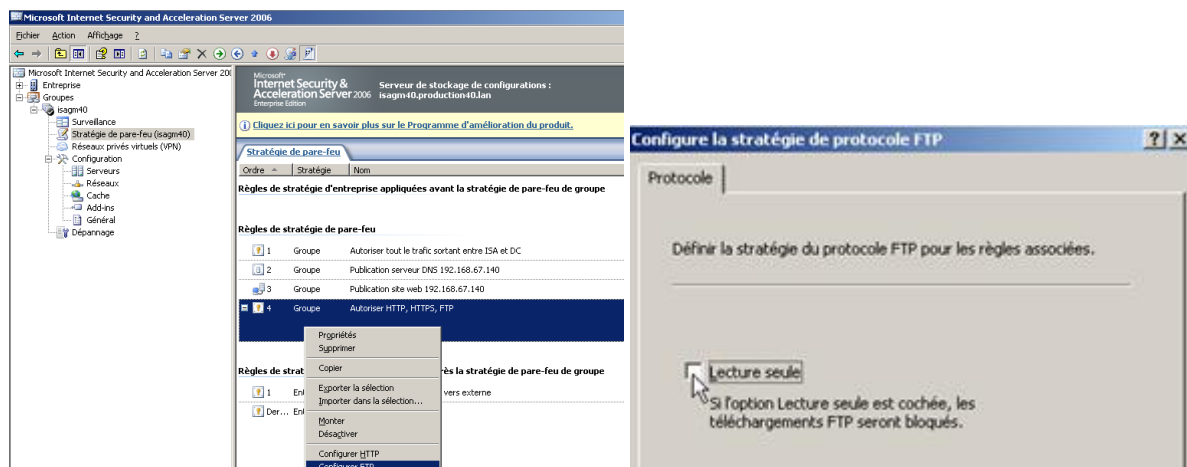 Microsoft Internet Security and Acceleration Server 2006
Fichier Action Affichage ?
Microsoft Internet Security and Acceleration Server 200
Entreprise
Groupes
isagm40
Surveillance
Stratégie de pare-feu (isagm40)
Réseaux privés virtuels (VPN)
Configuration
Serveurs
Réseaux
Cache
Add-ins
Général
Dépannage
Microsoft
Internet Security &
Acceleration Server 2006
Enterprise Edition
Serveur de stockage de configurations :
isagm40.production40.lan
Cliquez ici pour en savoir plus sur le Programme d'amélioration du produit.
Stratégie de pare-feu
Ordre Stratégie Nom
Règles de stratégie d'entreprise appliquées avant la stratégie de pare-feu de groupe
Règles de stratégie de pare-feu
1 Groupe Autoriser tout le trafic sortant entre ISA et DC
2 Groupe Publication serveur DNS 192.168.67.140
3 Groupe Publication site web 192.168.67.140
4 Groupe Autoriser HTTP, HTTPS, FTP
Propriétés
Supprimer
Copier
Exporter la sélection
Importer dans la sélection...
Monter
Désactiver
Configurer HTTP
Configurer FTP
Règles de strat ès la stratégie de pare-feu de groupe
1 Ent vers externe
Der... Ent
Configure la stratégie de protocole FTP
Protocole
Définir la stratégie du protocole FTP pour les règles associées.
Lecture seule
Si l'option Lecture seule est cochée, les
téléchargements FTP seront bloqués.